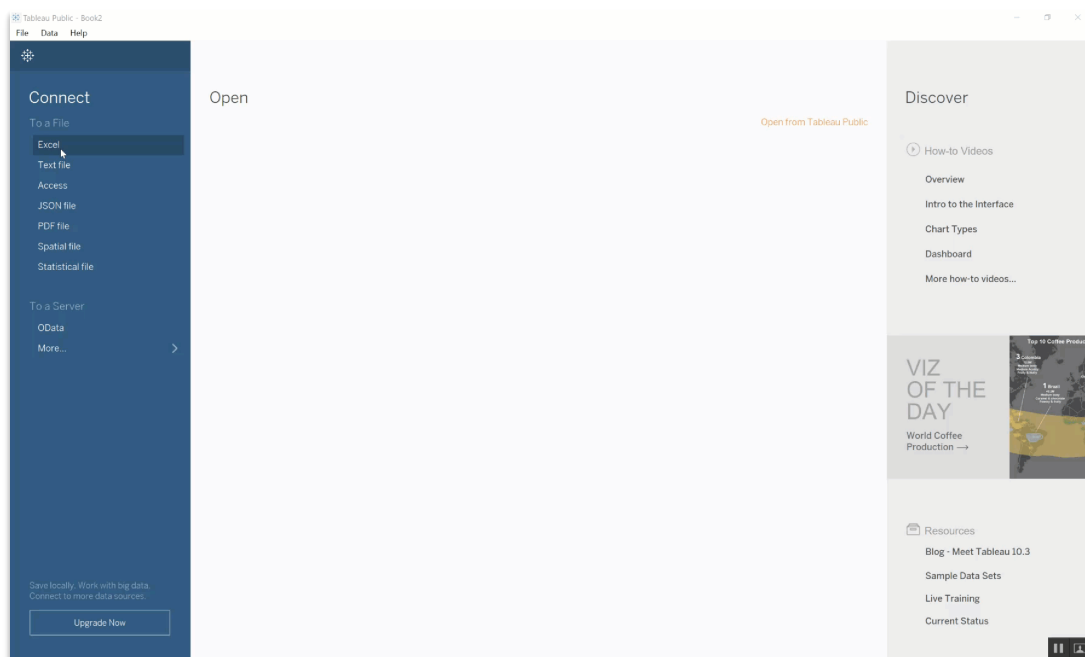 Tableau Public - Book2
File Data Help
Connect
To a File
Excel
Text file
Access
JSON file
PDF file
Spatial file
Statistical file
To a Server
OData
More...
Save locally. Work with big data.
Connect to more data sources.
Upgrade Now
Open
Open from Tableau Public
Discover
How-to Videos
Overview
Intro to the Interface
Chart Types
Dashboard
More how-to videos...
VIZ
OF THE
DAY
World Coffee
Production →
Top 10 Coffee Produc
3 Colombia
1 Brazil
Resources
Blog - Meet Tableau 10.3
Sample Data Sets
Live Training
Current Status